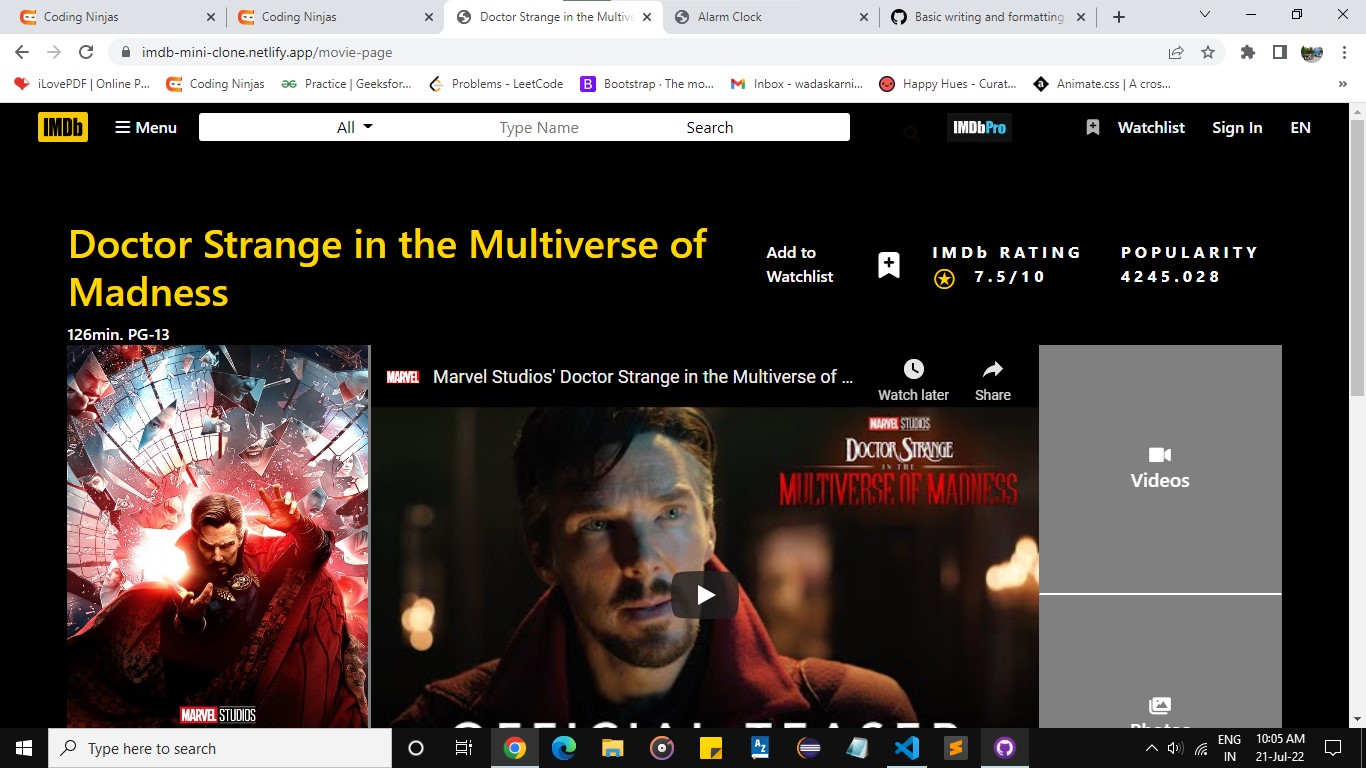 Coding Ninjas
Coding Ninjas
Doctor Strange in the Multive
Alarm Clock
Basic writing and formatting
imdb-mini-clone.netlify.app/movie-page
iLovePDF | Online P...
Coding Ninjas
Practice | Geeksfor...
Problems - LeetCode
Bootstrap · The mo...
Inbox - wadaskarni...
Happy Hues - Curat...
Animate.css | A cros...
IMDb
Menu
All
Type Name
Search
IMDbPro
Watchlist
Sign In
EN
Doctor Strange in the Multiverse of
Madness
Add to
Watchlist
IMDb RATING
7.5/10
POPULARITY
4245.028
126min. PG-13
MARVEL
Marvel Studios' Doctor Strange in the Multiverse of ...
Watch later
Share
MARVEL STUDIOS
DOCTOR STRANGE
IN THE
MULTIVERSE OF MADNESS
Videos
MARVEL STUDIOS
OFFICIAL TEASER
Photos
Type here to search
ENG
IN
10:05 AM
21-Jul-22